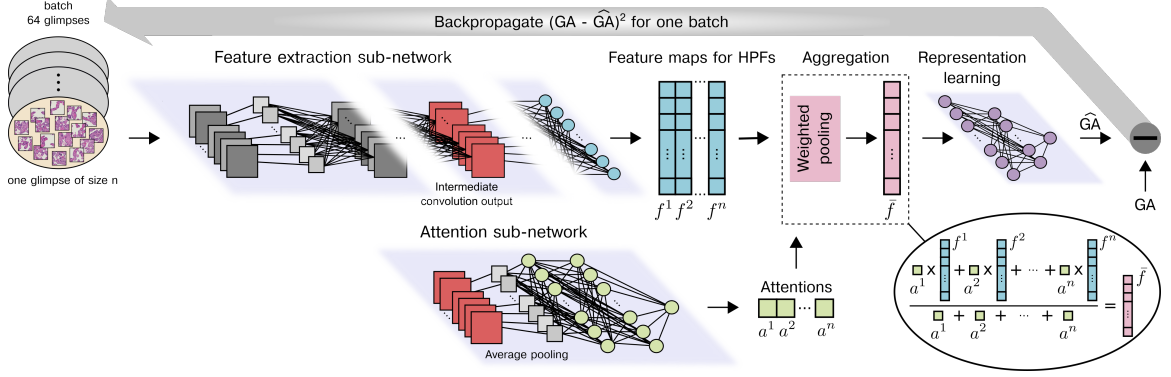 batch
64 glimpses
Backpropagate (GA - \widehat{GA})² for one batch
Feature extraction sub-network
Feature maps for HPFs
Aggregation
Representation
learning
...
...
...
...
Weighted
pooling
\widehat{GA}
one glimpse of size n
Intermediate
convolution output
f¹ f² fⁿ
f̄
GA
Attention sub-network
Attentions
...
a¹ a² aⁿ
Average pooling
f¹ f² fⁿ
x + x + ... + x
a¹ a² aⁿ
f̄
=
+ + ... +
a¹ a² aⁿ